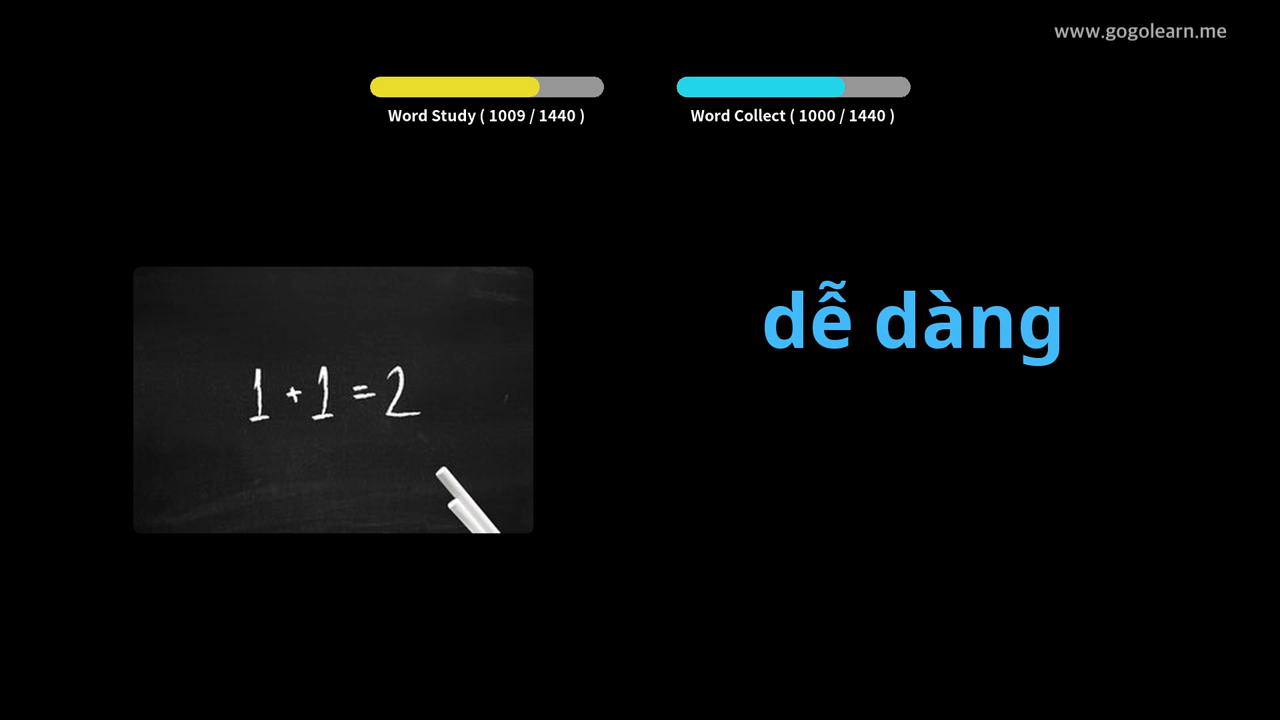 www.gogolearn.me
Word Study ( 1009 / 1440 )
Word Collect ( 1000 / 1440 )
dễ dàng
1 + 1 = 2